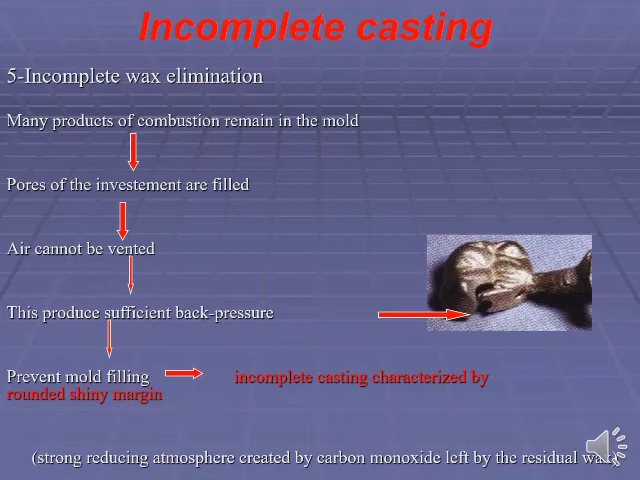 Incomplete casting
5-Incomplete wax elimination
Many products of combustion remain in the mold
Pores of the investement are filled
Air cannot be vented
This produce sufficient back-pressure
Prevent mold filling incomplete casting characterized by
rounded shiny margin
(strong reducing atmosphere created by carbon monoxide left by the residual wax)